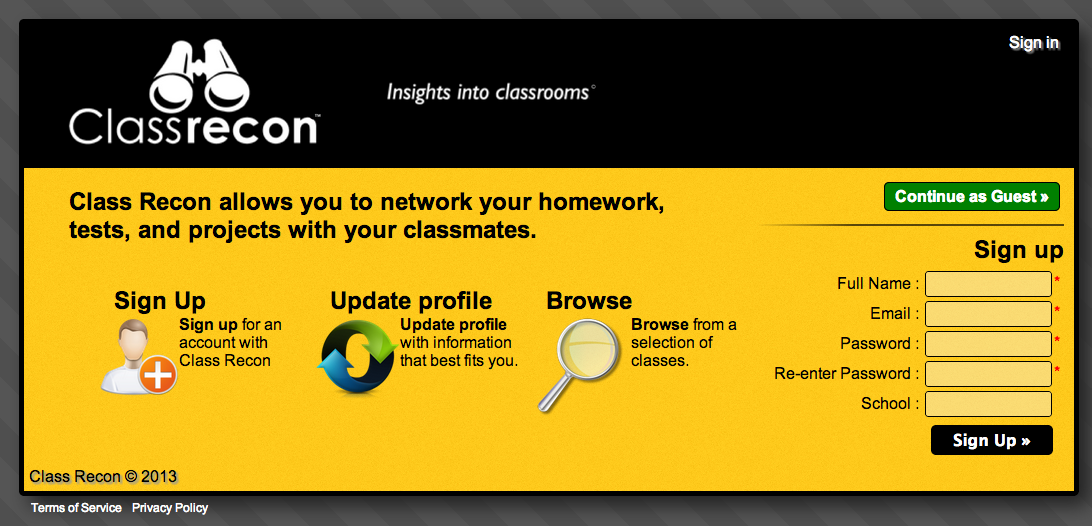 Sign in
Classrecon™
Insights into classrooms©
Class Recon allows you to network your homework,
tests, and projects with your classmates.
Continue as Guest »
Sign up
Full Name : *
Email : *
Password : *
Re-enter Password : *
School :
Sign Up »
Sign Up
Sign up for an
account with
Class Recon
Update profile
Update profile
with information
that best fits you.
Browse
Browse from a
selection of
classes.
Class Recon © 2013
Terms of Service Privacy Policy